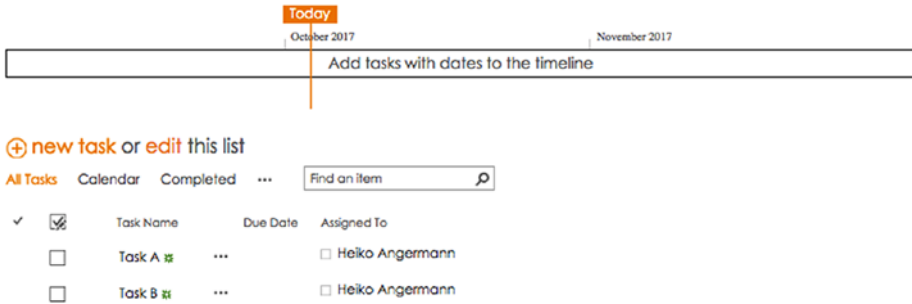 Today
October 2017 November 2017
Add tasks with dates to the timeline
new task or edit this list
All Tasks Calendar Completed ... Find an item
Task Name Due Date Assigned To
Task A ... Heiko Angermann
Task B ... Heiko Angermann